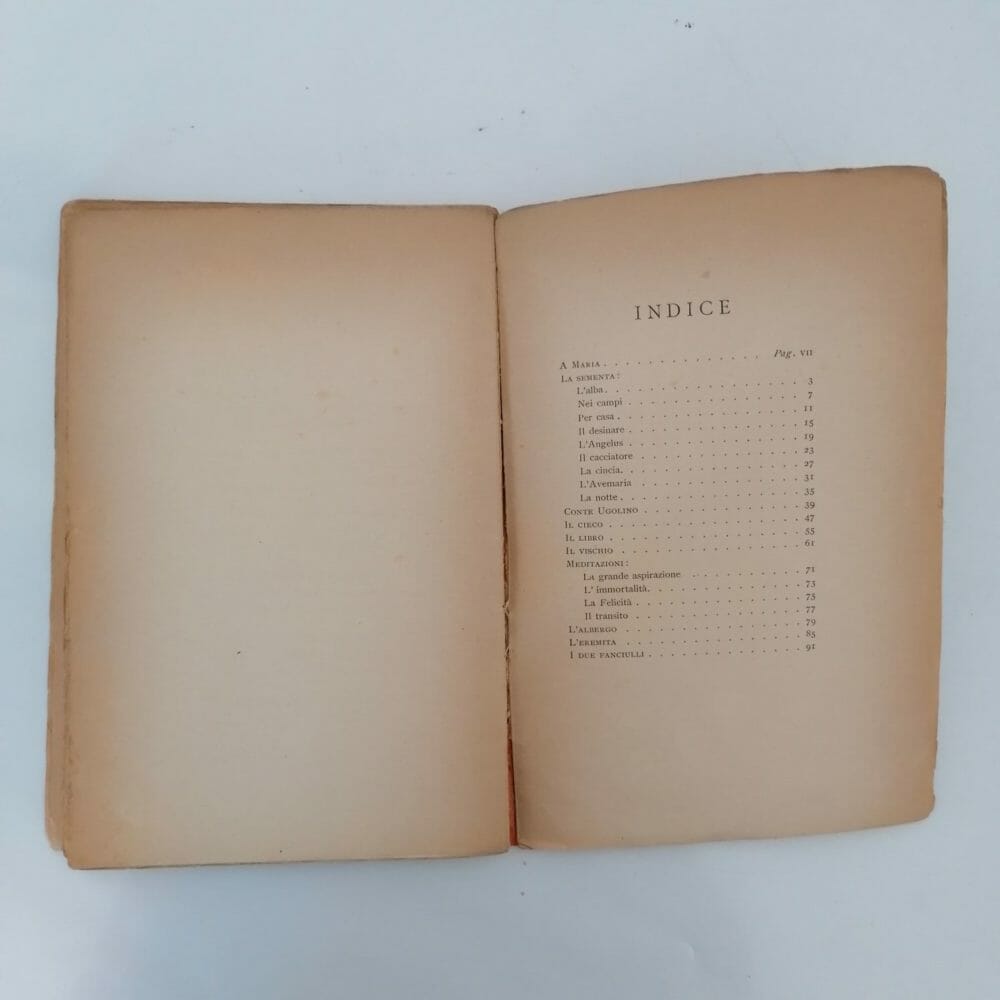 INDICE
A MARIA . . . . . . . . . . . . . Pag. VII
LA SEMENTA:
L'alba . . . . . . . . . . . . . 3
Nei campi . . . . . . . . . . . . . 7
Per casa . . . . . . . . . . . . . 11
Il desinare . . . . . . . . . . . . . 15
L'Angelus . . . . . . . . . . . . . 19
Il cacciatore . . . . . . . . . . . . . 23
La cincia . . . . . . . . . . . . . 27
L'Avemaria . . . . . . . . . . . . . 31
La notte . . . . . . . . . . . . . 35
CONTE UGOLINO . . . . . . . . . . . . . 39
IL CIECO . . . . . . . . . . . . . 47
IL LIBRO . . . . . . . . . . . . . 55
IL VISCHIO . . . . . . . . . . . . . 61
MEDITAZIONI:
La grande aspirazione . . . . . . . . . 71
L' immortalità . . . . . . . . . . . . 73
La Felicità . . . . . . . . . . . . . 75
Il transito . . . . . . . . . . . . . 77
L'ALBERGO . . . . . . . . . . . . . 79
L'EREMITA . . . . . . . . . . . . . 85
I DUE FANCIULLI . . . . . . . . . . . . 91